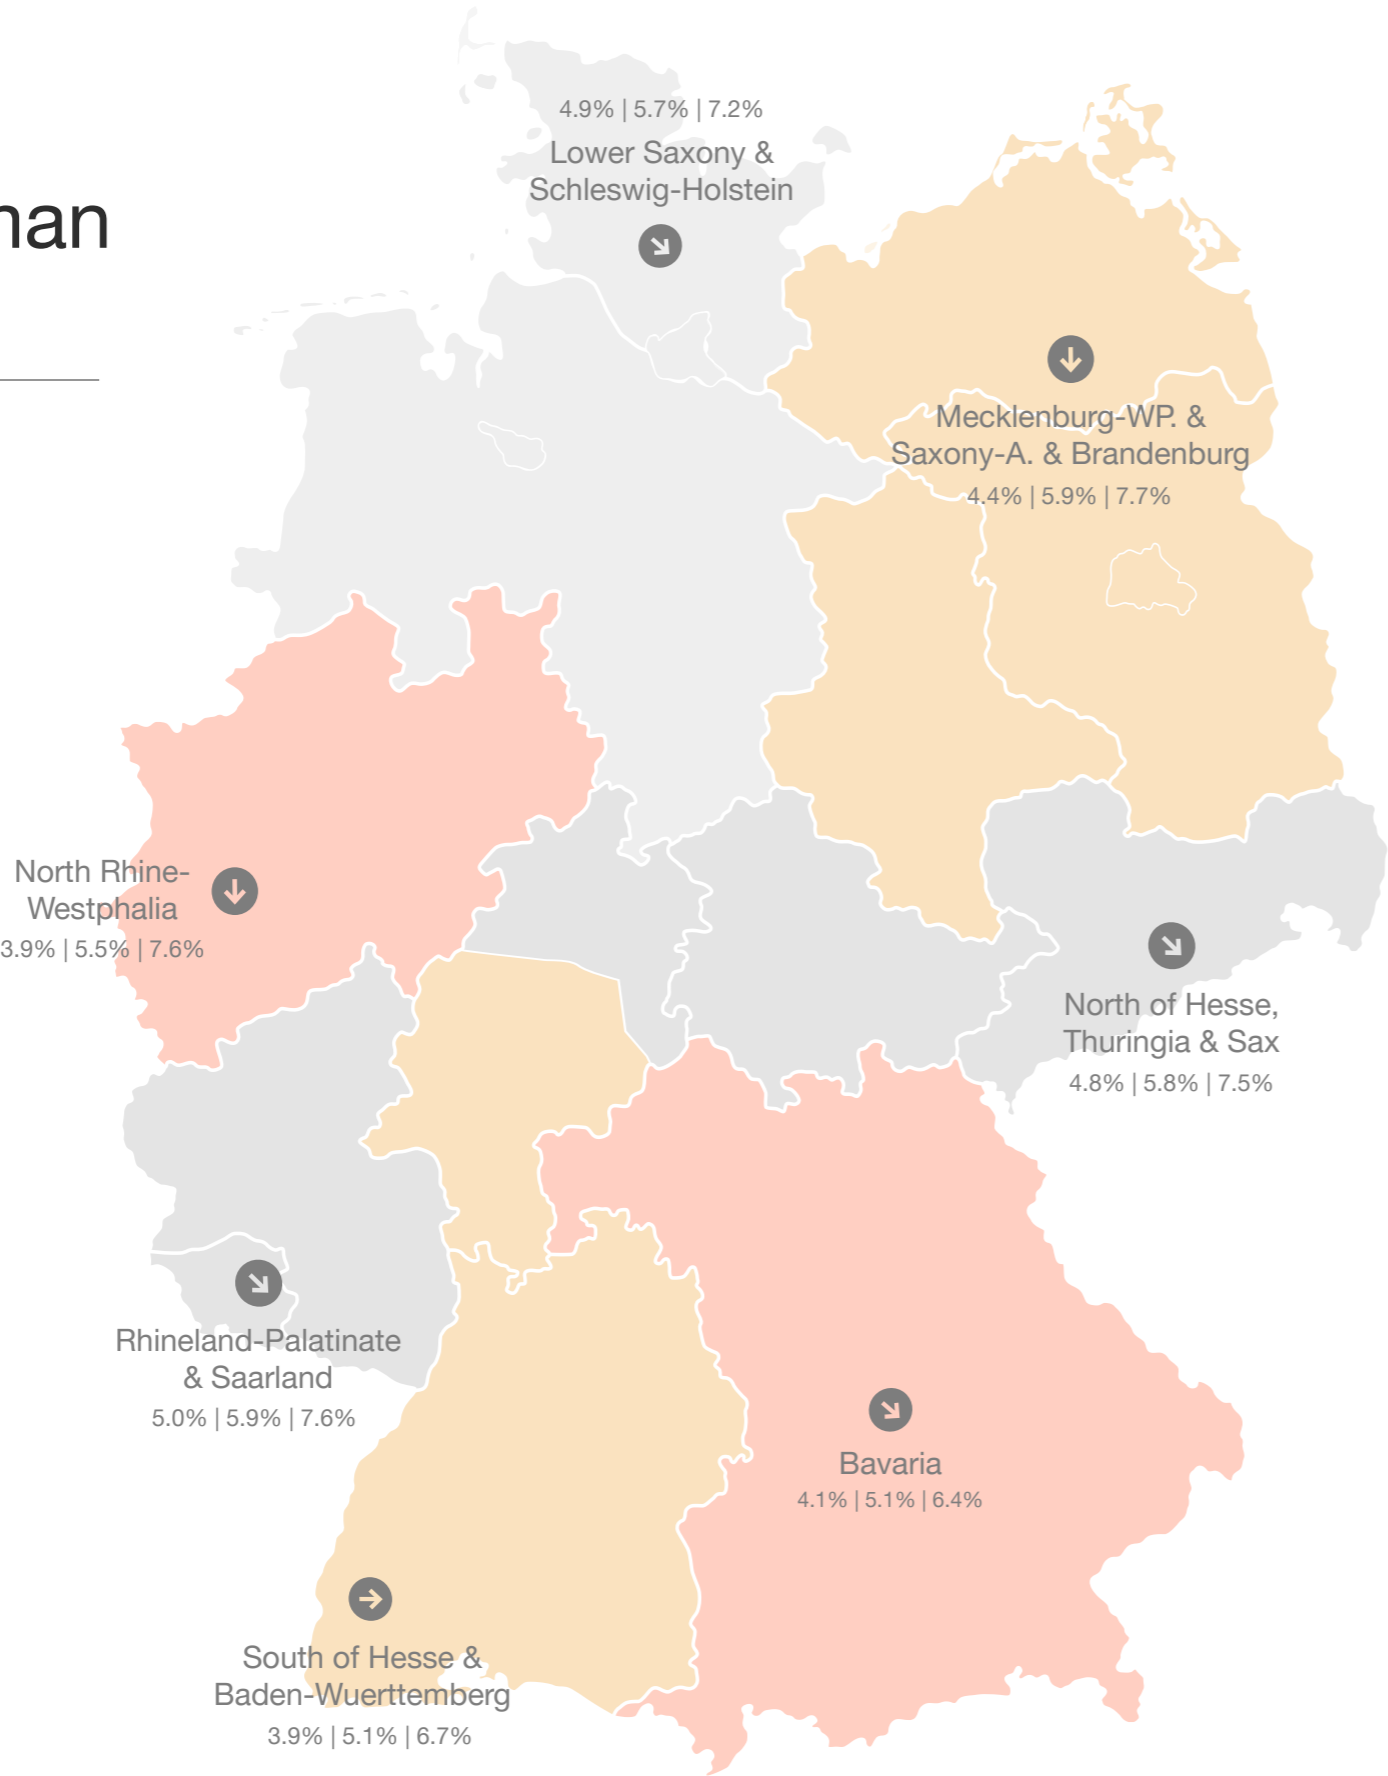 4.9% | 5.7% | 7.2%
Lower Saxony &
Schleswig-Holstein
Mecklenburg-WP. &
Saxony-A. & Brandenburg
4.4% | 5.9% | 7.7%
North Rhine-
Westphalia
3.9% | 5.5% | 7.6%
North of Hesse,
Thuringia & Sax
4.8% | 5.8% | 7.5%
Rhineland-Palatinate
& Saarland
5.0% | 5.9% | 7.6%
Bavaria
4.1% | 5.1% | 6.4%
South of Hesse &
Baden-Wuerttemberg
3.9% | 5.1% | 6.7%